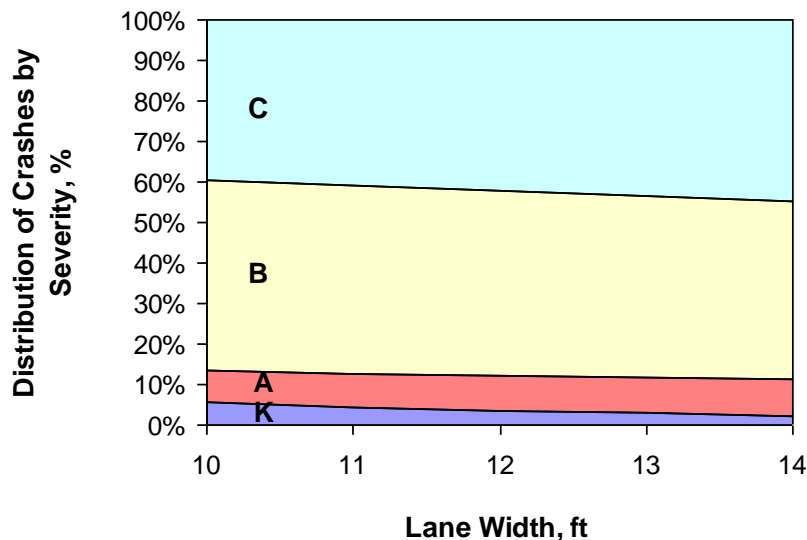 Distribution of Crashes by
Severity, %
100%
90%
80%
70%
60%
50%
40%
30%
20%
10%
0%
C
B
A
K
10 11 12 13 14
Lane Width, ft